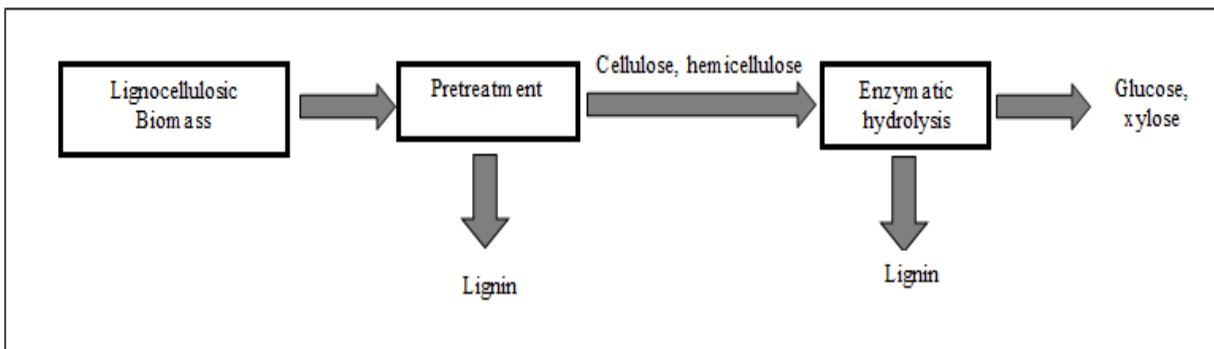 Lignocellulosic
Biomass
Pretreatment
Cellulose, hemicellulose
Enzymatic
hydrolysis
Glucose,
xylose
Lignin
Lignin